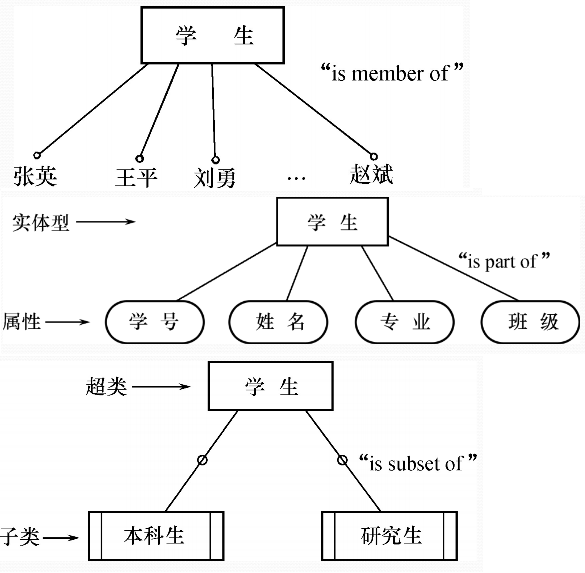 学 生
“is member of”
张英 王平 刘勇 … 赵斌
实体型 学 生
“is part of”
属性 学 号 姓 名 专 业 班 级
超类 学 生
“is subset of”
子类 本科生 研究生